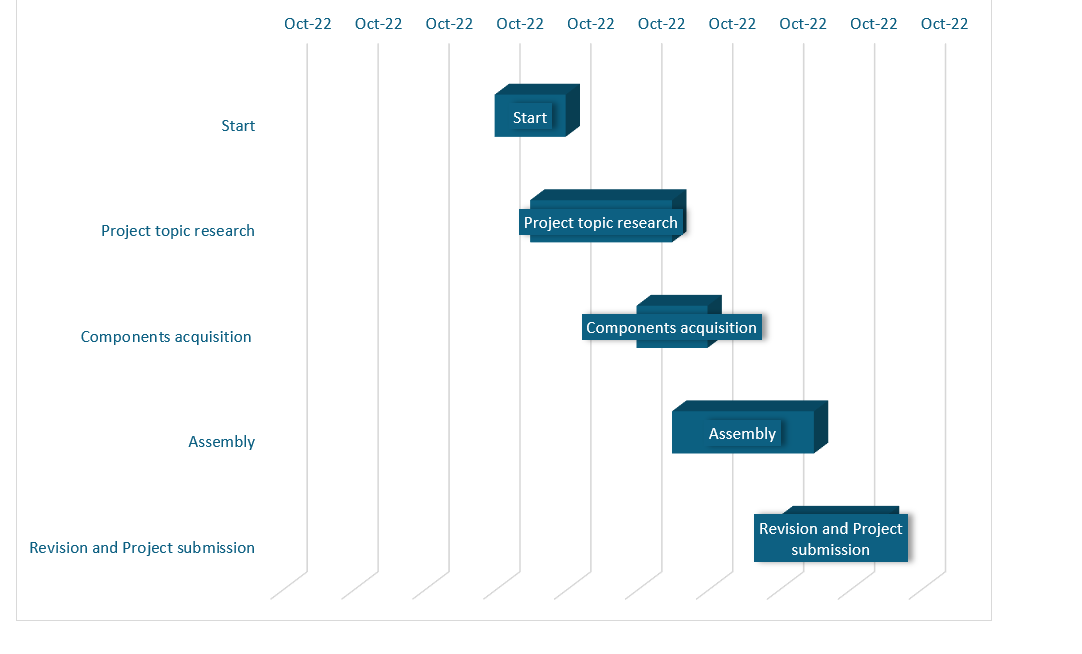 Oct-22 Oct-22 Oct-22 Oct-22 Oct-22 Oct-22 Oct-22 Oct-22 Oct-22 Oct-22
Start
Start
Project topic research
Project topic research
Components acquisition
Components acquisition
Assembly
Assembly
Revision and Project submission
Revision and Project
submission